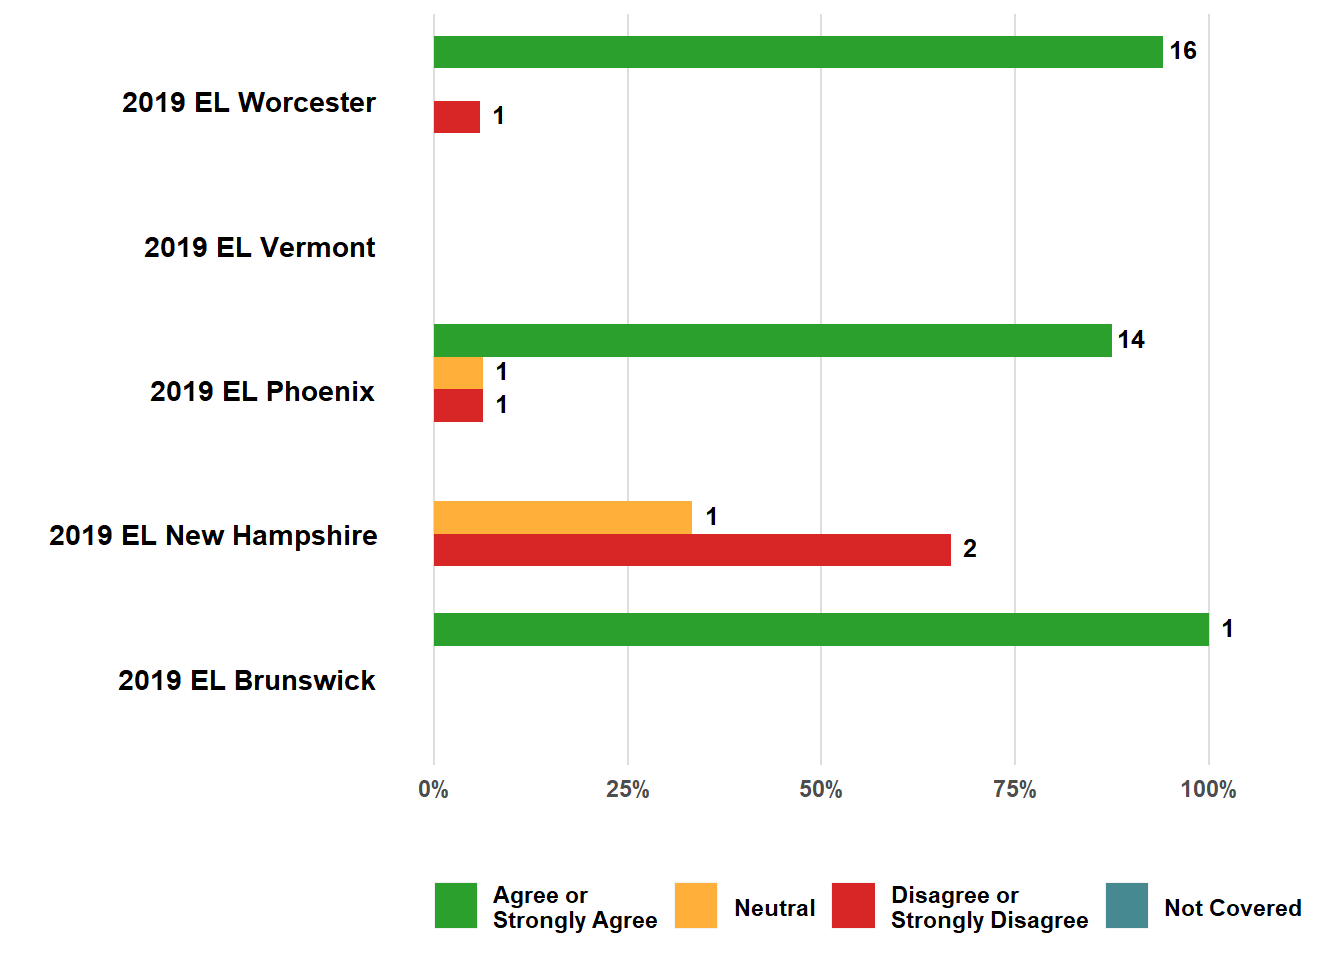 16
2019 EL Worcester
1
2019 EL Vermont
14
1
2019 EL Phoenix
1
1
2019 EL New Hampshire
2
1
2019 EL Brunswick
0% 25% 50% 75% 100%
Agree or
Strongly Agree
Neutral
Disagree or
Strongly Disagree
Not Covered